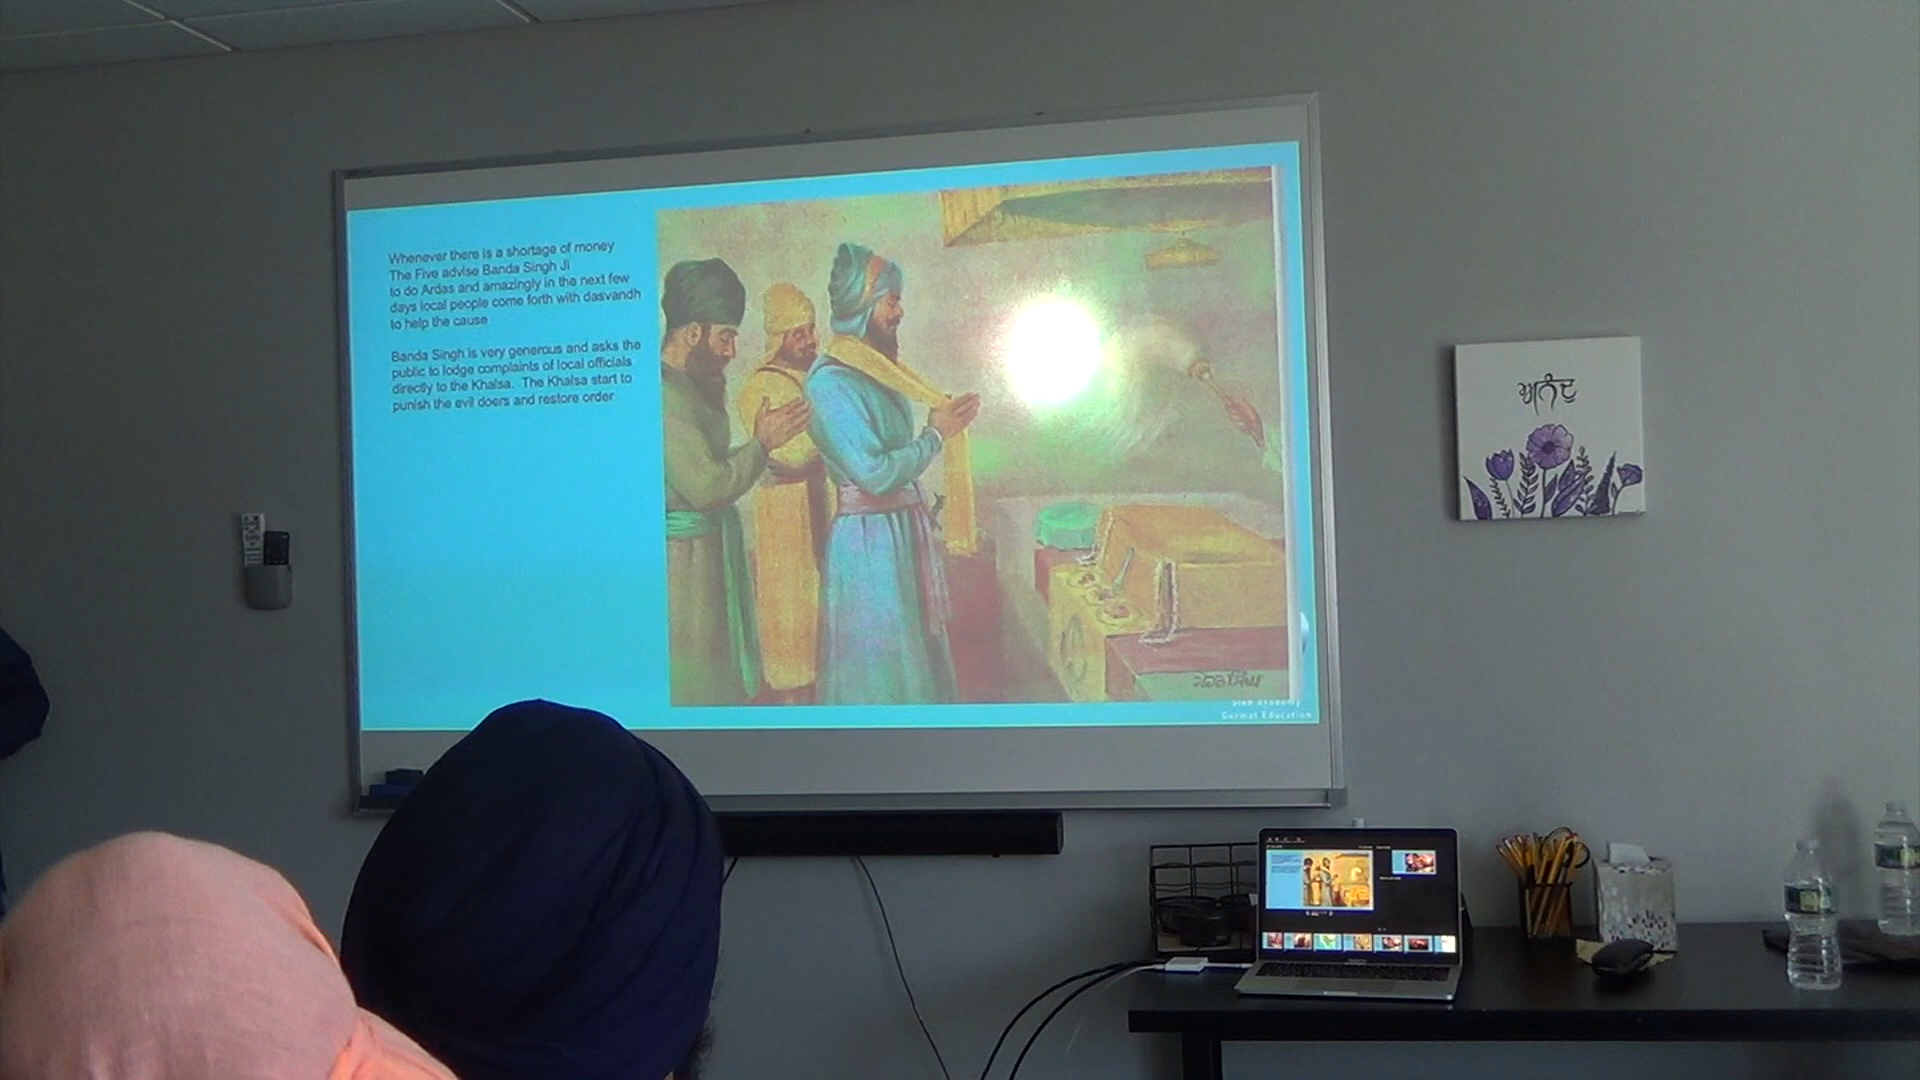 Whenever there is a shortage of money
The Five advise Banda Singh Ji
to do Ardas and amazingly in the next few
days local people come forth with dasvandh
to help the cause
Banda Singh is very generous and asks the
public to lodge complaints of local officials
directly to the Khalsa. The Khalsa start to
punish the evil doers and restore order
ਅਨੰਦੁ
Gurmat Education